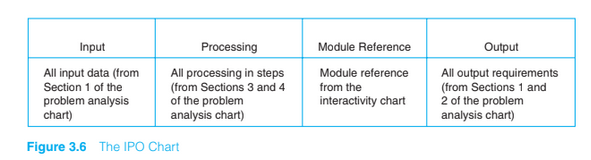 Input
Processing
Module Reference
Output
All input data (from
Section 1 of the
problem analysis
chart)
All processing in steps
(from Sections 3 and 4
of the problem
analysis chart)
Module reference
from the
interactivity chart
All output requirements
(from Sections 1 and
2 of the problem
analysis chart)
Figure 3.6 The IPO Chart